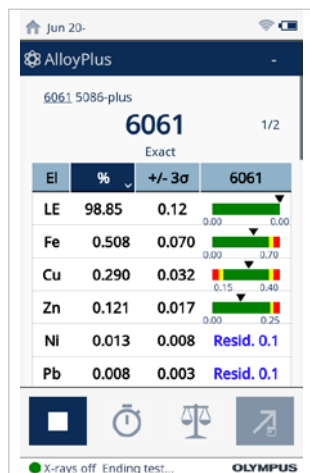 Jun 20-
AlloyPlus -
6061 5086-plus
6061 1/2
Exact
El % +/- 3σ 6061
LE 98.85 0.12
0.00 0.00
Fe 0.508 0.070
0.00 0.70
Cu 0.290 0.032
0.15 0.40
Zn 0.121 0.017
0.00 0.25
Ni 0.013 0.008 Resid. 0.1
Pb 0.008 0.003 Resid. 0.1
X-rays off Ending test... OLYMPUS